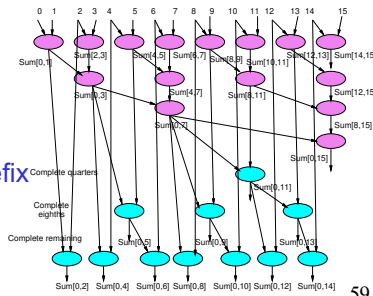 0 1 2 3 4 5 6 7 8 9 10 11 12 13 14 15
Sum[0,1] Sum[2,3] Sum[4,5] Sum[6,7] Sum[8,9] Sum[10,11] Sum[12,13] Sum[14,15
Sum[0,3] Sum[4,7] Sum[8,11] Sum[12,15
Sum[0,7] Sum[8,15]
Sum[0,15]
efix
Complete quarters
Sum[0,11]
Complete
eighths
Sum[0,5] Sum[0,9] Sum[0,13]
Complete remaining
Sum[0,2] Sum[0,4] Sum[0,6] Sum[0,8] Sum[0,10] Sum[0,12] Sum[0,14]
59